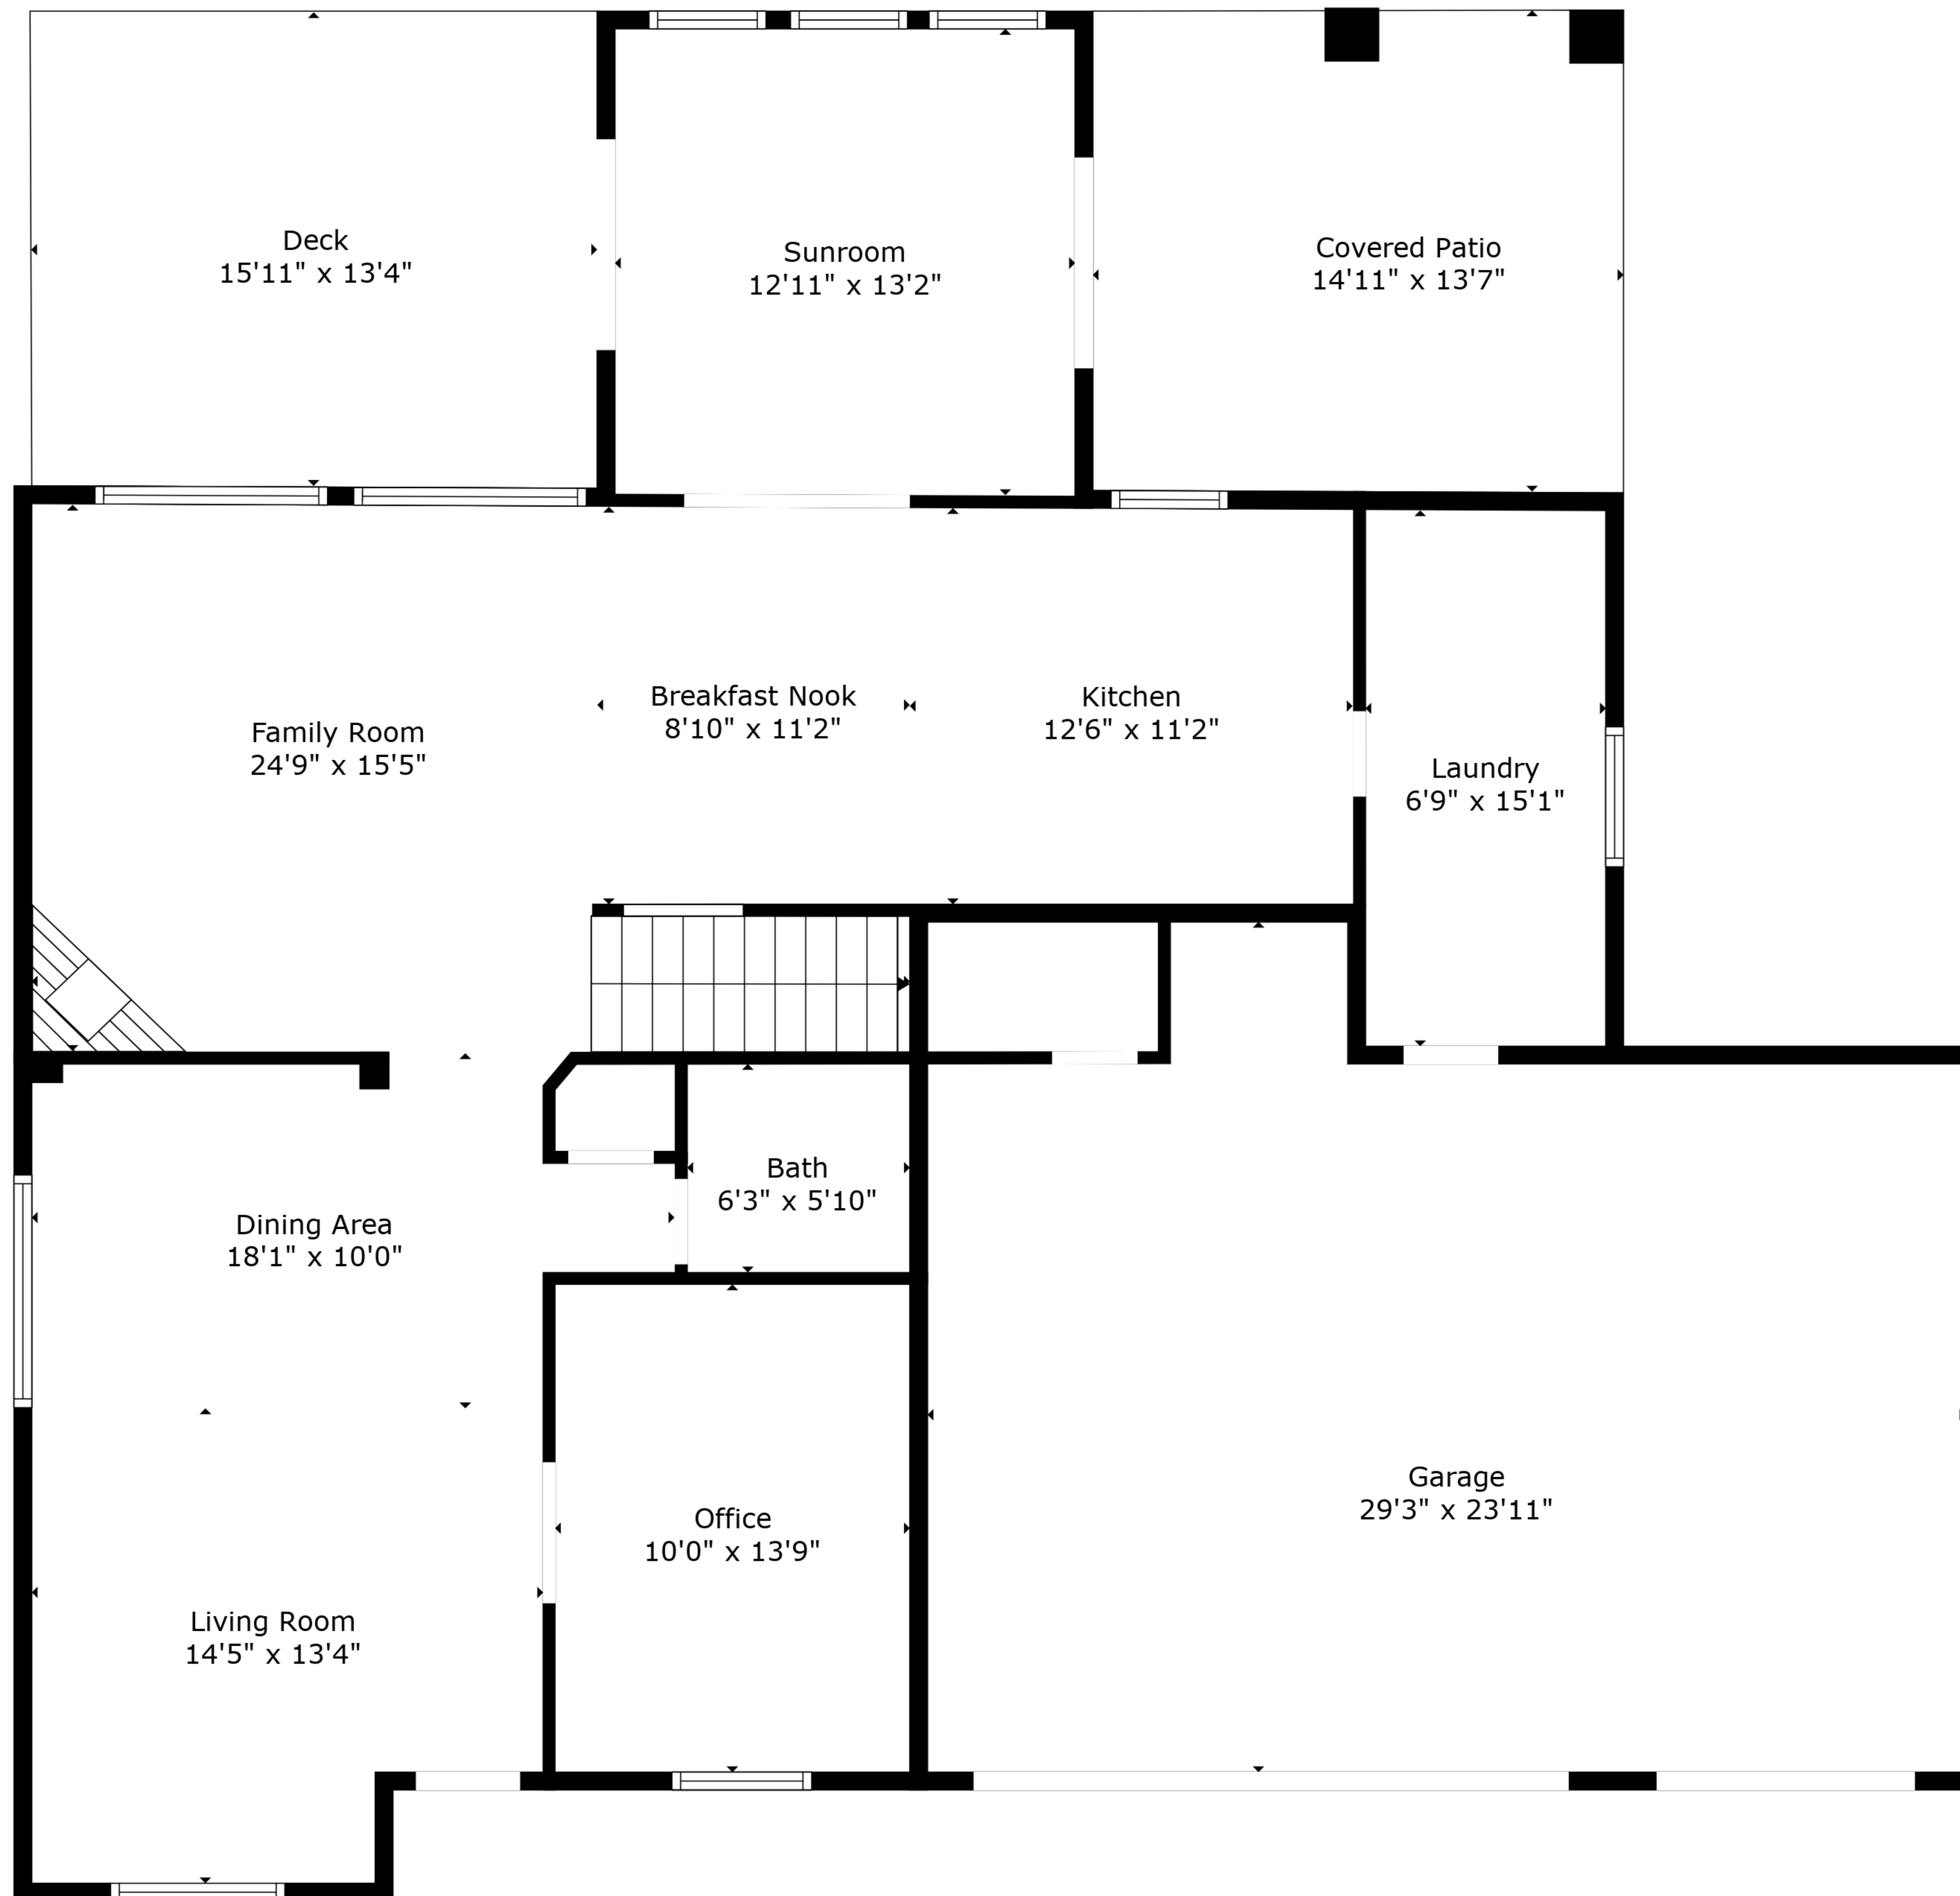 Deck
15'11" x 13'4"
Sunroom
12'11" x 13'2"
Covered Patio
14'11" x 13'7"
Family Room
24'9" x 15'5"
Breakfast Nook
8'10" x 11'2"
Kitchen
12'6" x 11'2"
Laundry
6'9" x 15'1"
Dining Area
18'1" x 10'0"
Bath
6'3" x 5'10"
Living Room
14'5" x 13'4"
Office
10'0" x 13'9"
Garage
29'3" x 23'11"